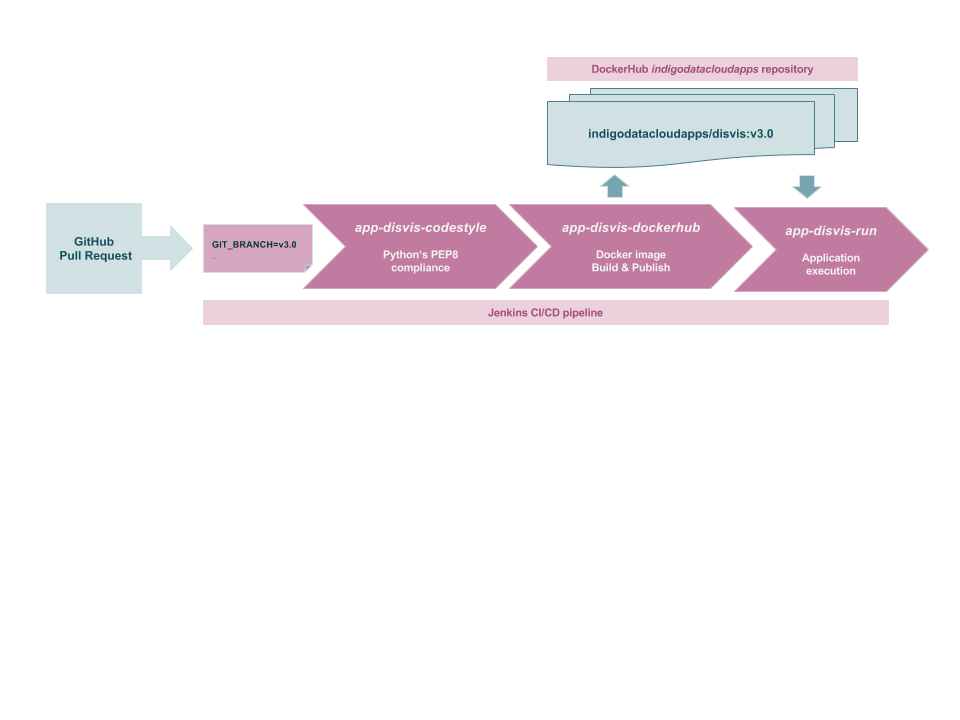 DockerHub indigodatacloudapps repository
indigodatacloudapps/disvis:v3.0
GitHub
Pull Request
GIT_BRANCH=v3.0
..
app-disvis-codestyle
Python's PEP8
compliance
app-disvis-dockerhub
Docker image
Build & Publish
app-disvis-run
Application
execution
Jenkins CI/CD pipeline